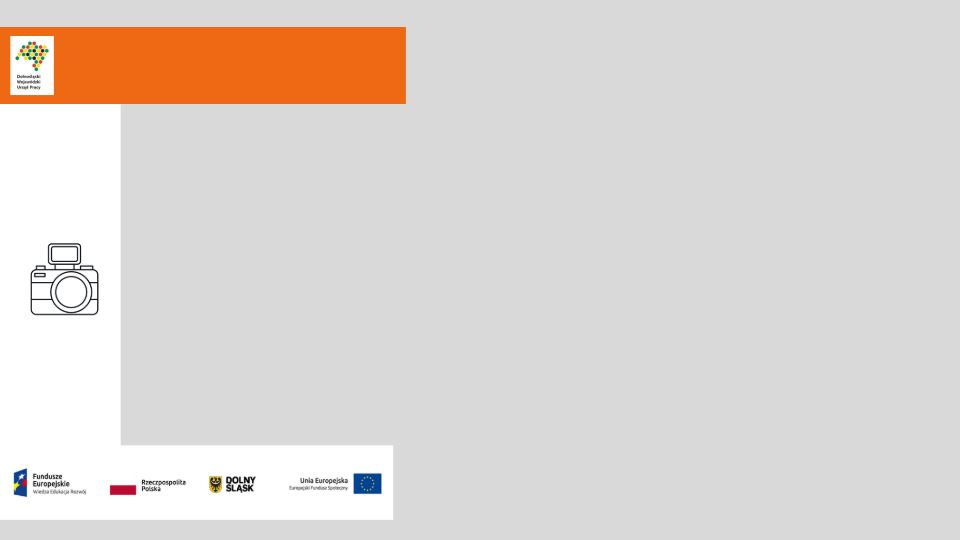 Dolnośląski
Wojewódzki
Urząd Pracy
Fundusze
Europejskie
Wiedza Edukacja Rozwój
Rzeczpospolita
Polska
DOLNY
ŚLĄSK
Unia Europejska
Europejski Fundusz Społeczny